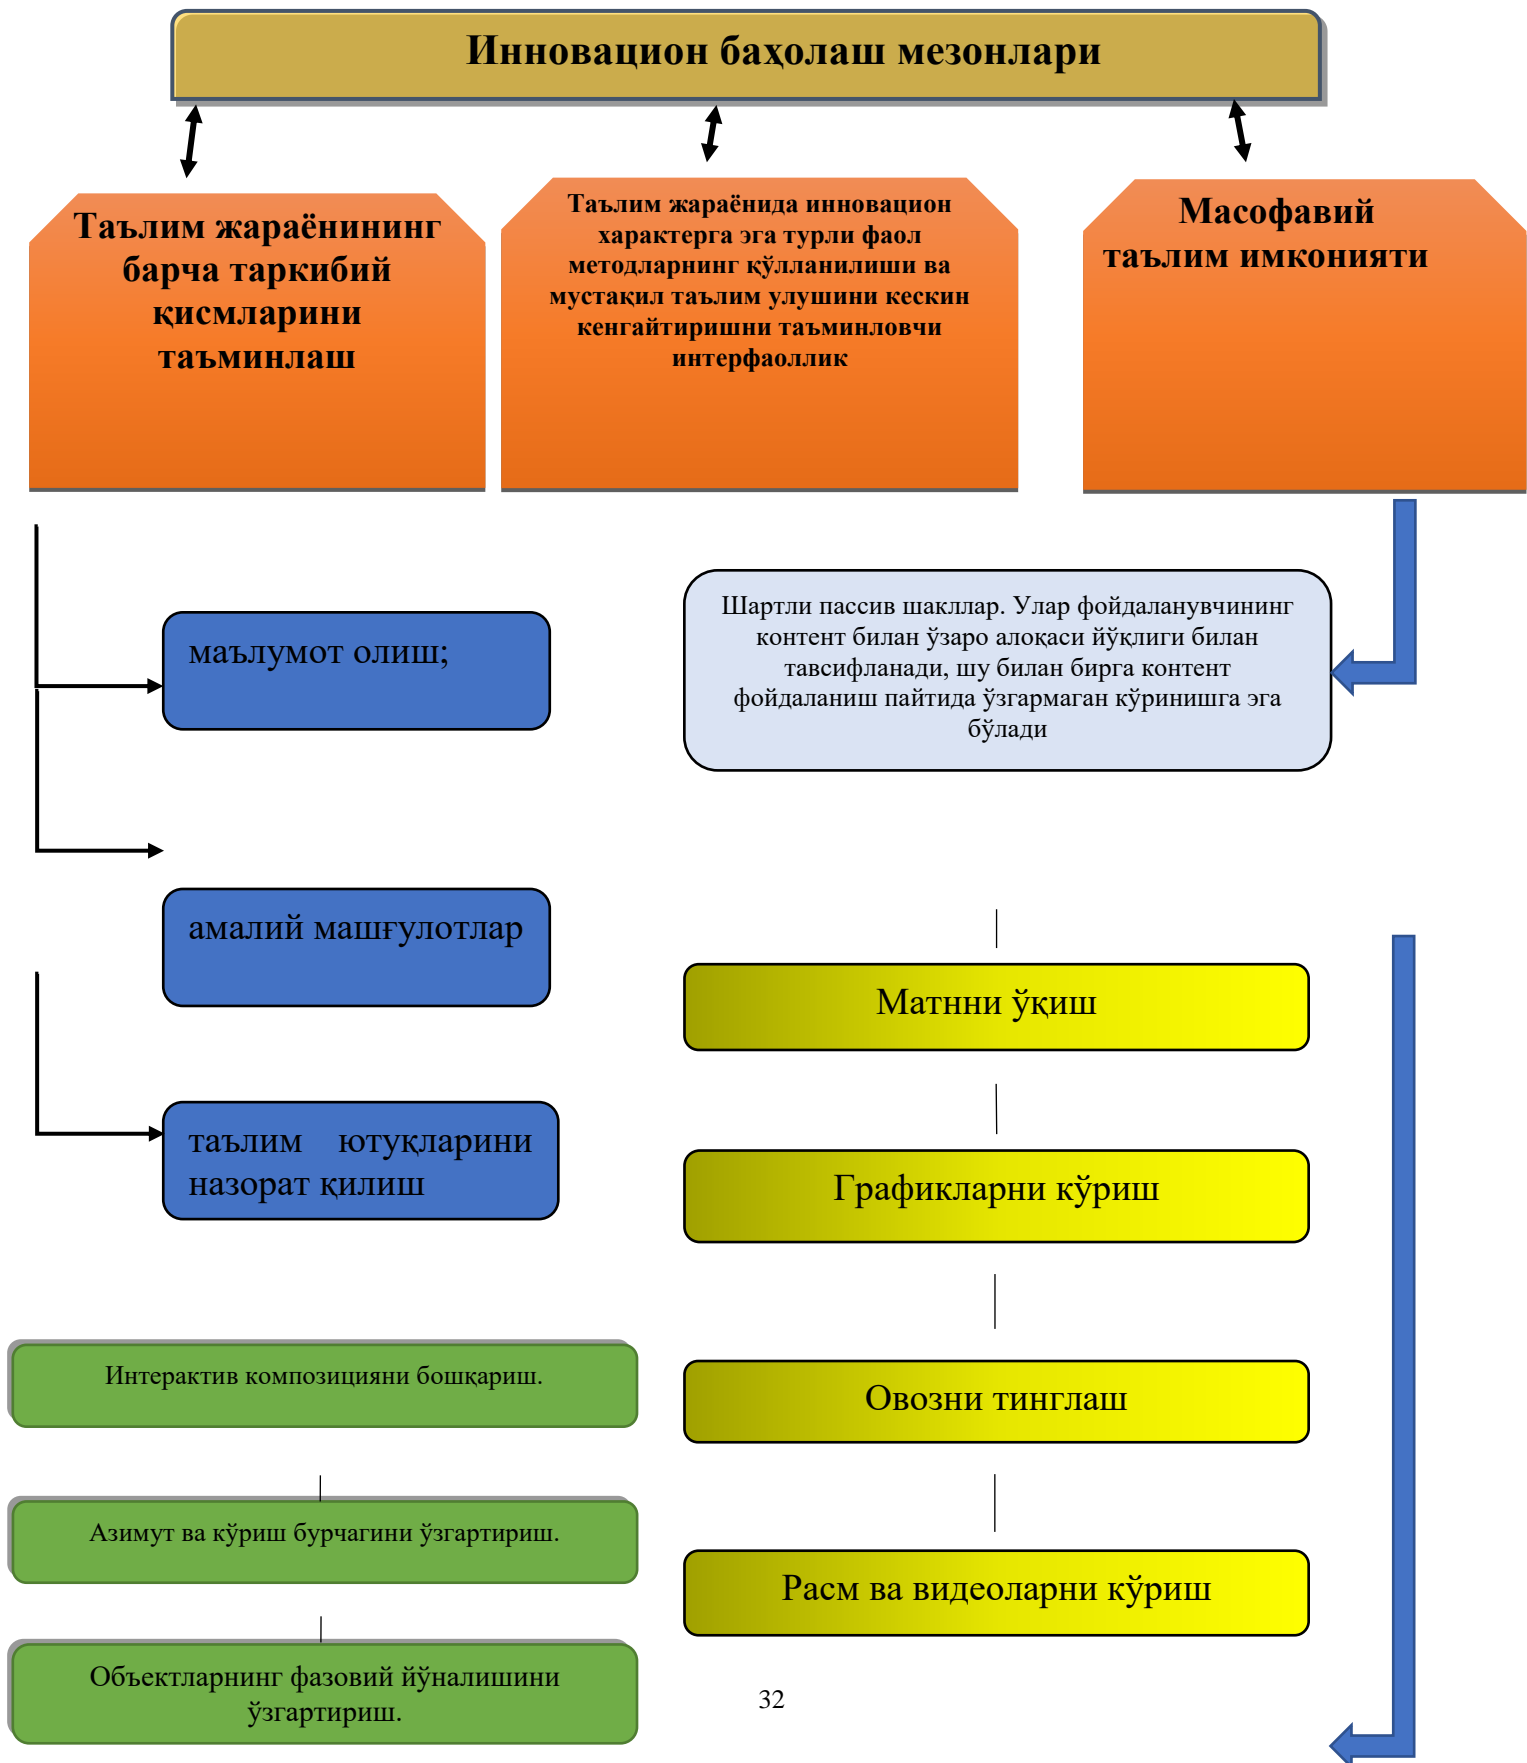 Инновацион баҳолаш мезонлари
Таълим жараёнининг
барча таркибий
қисмларини
таъминлаш
Таълим жараёнида инновацион
характерга эга турли фаол
методларнинг қўлланилиши ва
мустақил таълим улушини кескин
кенгайтиришни таъминловчи
интерфаоллик
Масофавий
таълим имконияти
маълумот олиш;
амалий машғулотлар
таълим ютуқларини
назорат қилиш
Шартли пассив шакллар. Улар фойдаланувчининг
контент билан ўзаро алоқаси йўқлиги билан
тавсифланади, шу билан бирга контент
фойдаланиш пайтида ўзгармаган кўринишга эга
бўлади
Матнни ўқиш
Графикларни кўриш
Овозни тинглаш
Расм ва видеоларни кўриш
Интерактив композицияни бошқариш.
Азимут ва кўриш бурчагини ўзгартириш.
Объектларнинг фазовий йўналишини
ўзгартириш.
32